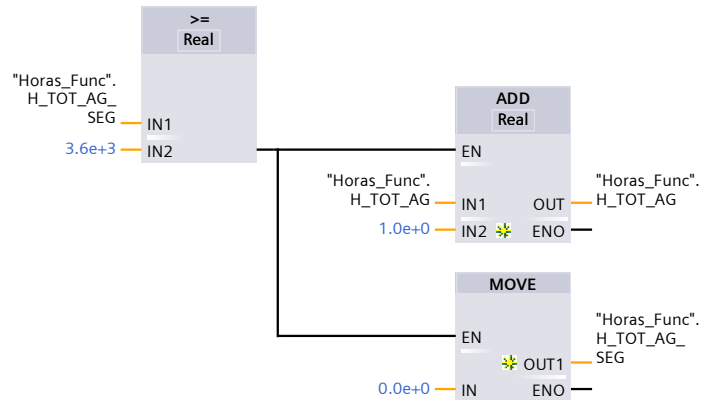 >=
Real
"Horas_Func".
H_TOT_AG_
SEG
IN1
3.6e+3
IN2
ADD
Real
EN
"Horas_Func".
H_TOT_AG
IN1
OUT
"Horas_Func".
H_TOT_AG
1.0e+0
IN2
ENO
MOVE
EN
"Horas_Func".
H_TOT_AG_
SEG
OUT1
0.0e+0
IN
ENO